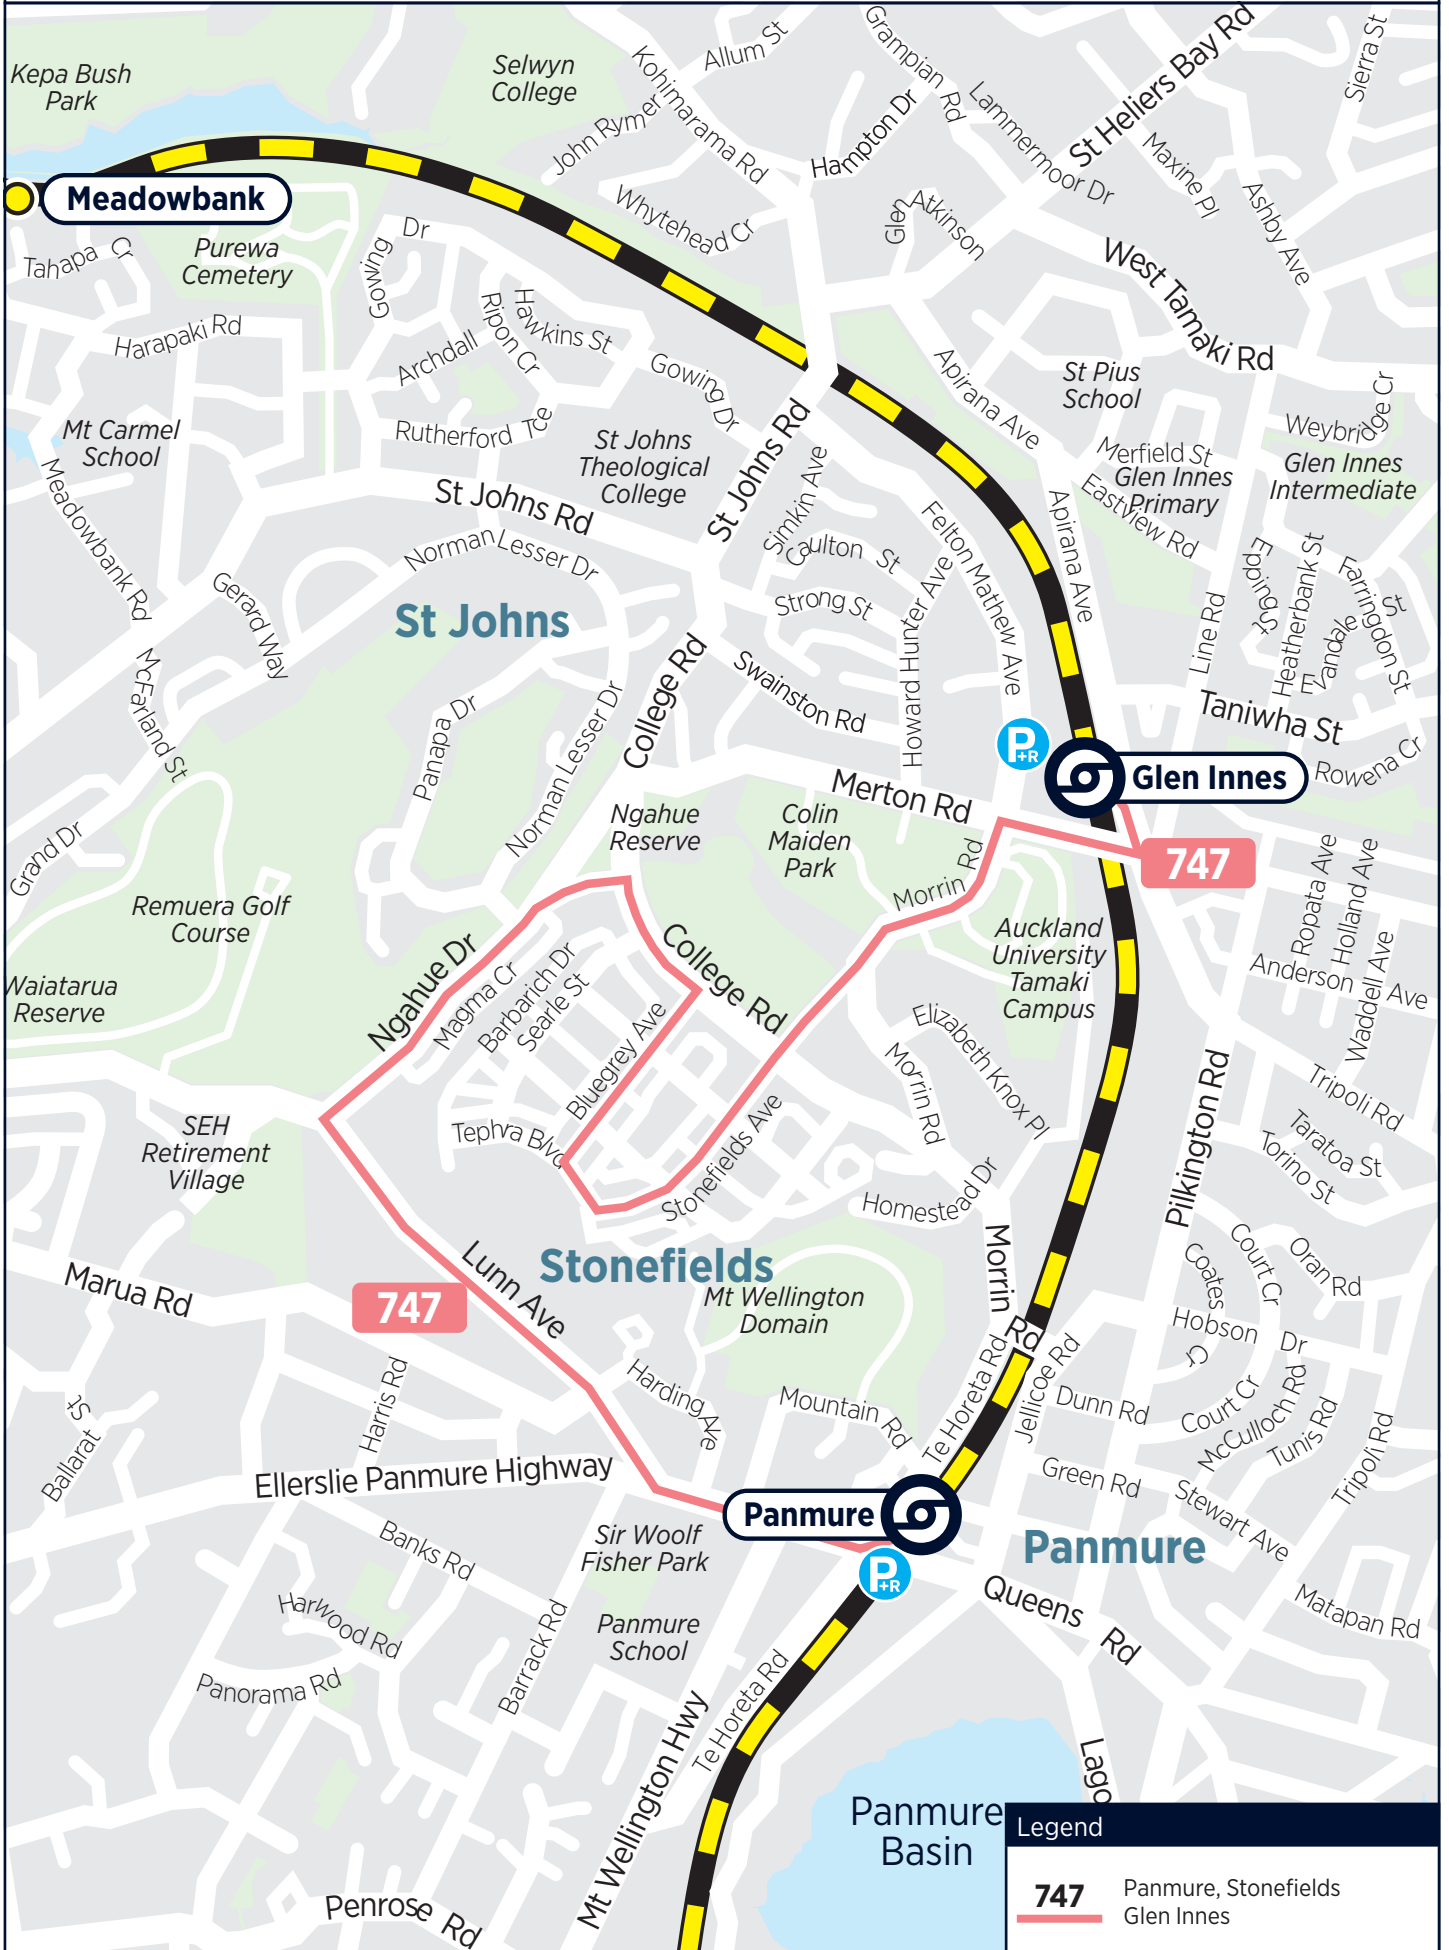 Kepa Bush
Park
Selwyn
College
Allum St
Kohimarama Rd
John Rymer
Grampian Rd
Hampton Dr
Lammermoor Dr
St Heliers Bay Rd
Maxine Pl
Sierra St
Ashby Ave
Meadowbank
Whytehead Cr
Glen
Atkinson
West Tamaki Rd
Tahapa Cr
Purewa
Cemetery
Gowing Dr
Harapaki Rd
Archdall
Ripon Cr
Hawkins St
Gowing Dr
Rutherford Tce
Mt Carmel
School
St Johns
Theological
College
St Johns Rd
St Johns Rd
Simkin Ave
Apirana Ave
St Pius
School
Weybridge Cr
Merfield St
Glen Innes
Primary
Glen Innes
Intermediate
Eastview Rd
Apirana Ave
Meadowbank Rd
Norman Lesser Dr
Caulton St
Strong St
Felton Mathew Ave
Howard Hunter Ave
Epping St
Heatherbank St
Farringdon St
Evandale St
Line Rd
Gerard Way
St Johns
McFarland St
College Rd
Swainston Rd
Panapa Dr
Norman Lesser Dr
Taniwha St
Rowena Cr
P+R
Glen Innes
Merton Rd
Ngahue
Reserve
Colin
Maiden
Park
Morrin Rd
747
Grand Dr
Remuera Golf
Course
Ropata Ave
Holland Ave
Anderson Ave
Waddell Ave
Auckland
University
Tamaki
Campus
Waiatarua
Reserve
Ngahue Dr
College Rd
Magma Cr
Barbarich Dr
Searle St
Bluegrey Ave
Elizabeth Knox Pl
Morrin Rd
Pilkington Rd
Tripoli Rd
Taratoa St
Torino St
SEH
Retirement
Village
Tephra Blvd
Stonefields Ave
Homestead Dr
Morrin Rd
Marua Rd
747
Lunn Ave
Stonefields
Mt Wellington
Domain
Coates Cr
Court Cr
Oran Rd
Hobson Dr
Harding Ave
Mountain Rd
Te Horeta Rd
Jellicoe Rd
Dunn Rd
Court Cr
McCulloch Rd
Tunis Rd
Tripoli Rd
Ballarat St
Harris Rd
Ellerslie Panmure Highway
Green Rd
Stewart Ave
Panmure
P+R
Panmure
Banks Rd
Sir Woolf
Fisher Park
Queens Rd
Matapan Rd
Harwood Rd
Panmure
School
Panorama Rd
Barrack Rd
Te Horeta Rd
Mt Wellington Hwy
Lago
Panmure
Basin
Penrose Rd
Legend
747 Panmure, Stonefields
Glen Innes